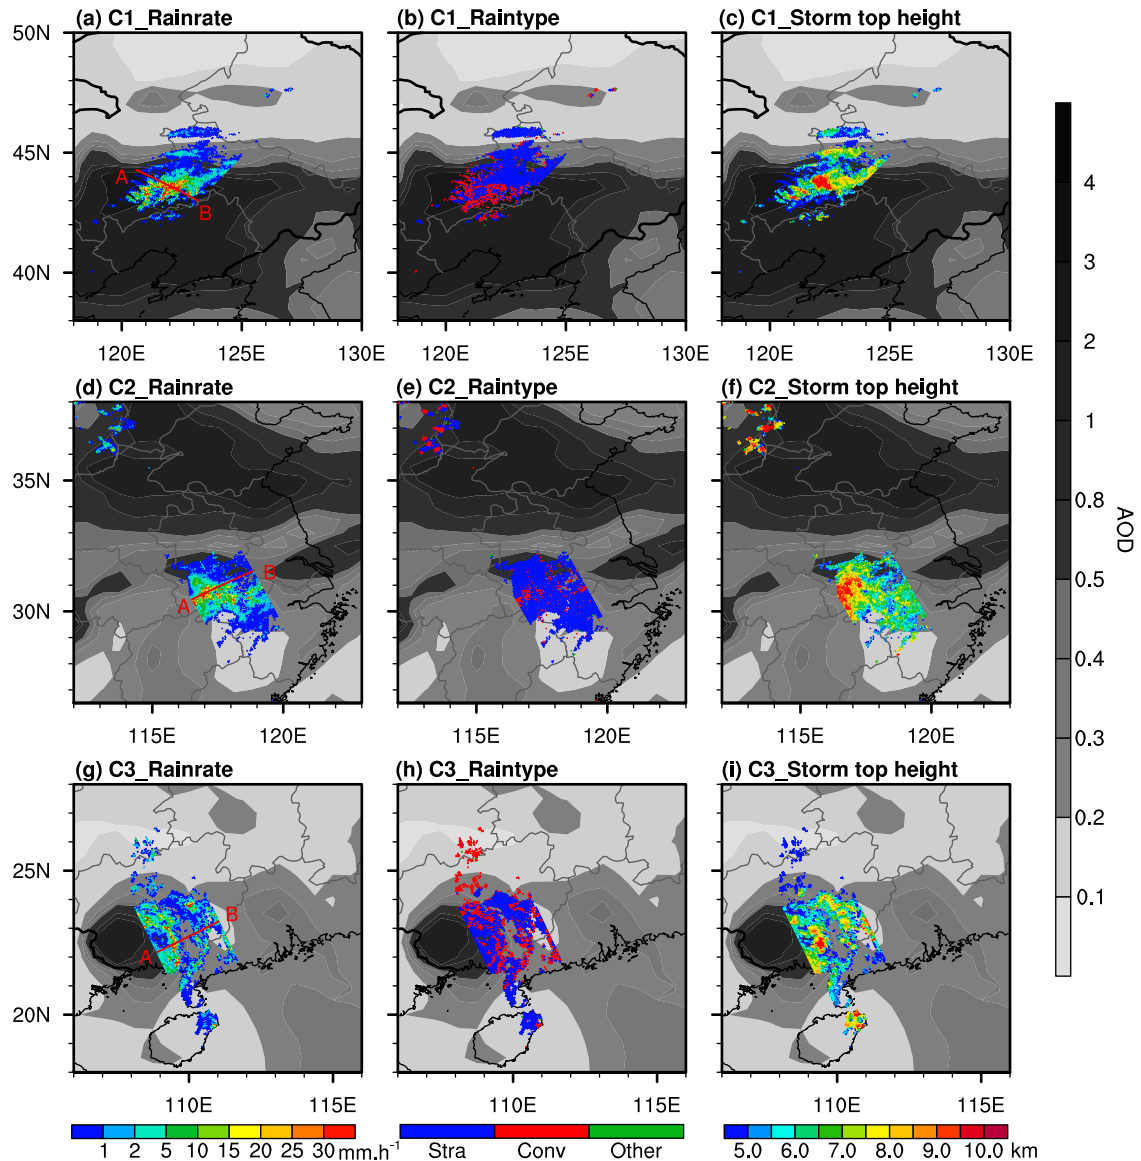 (a) C1_Rainrate
(b) C1_Raintype
(c) C1_Storm top height
50N
45N
40N
A
B
120E 125E 130E
120E 125E 130E
120E 125E 130E
(d) C2_Rainrate
(e) C2_Raintype
(f) C2_Storm top height
35N
30N
A
B
115E 120E
115E 120E
115E 120E
(g) C3_Rainrate
(h) C3_Raintype
(i) C3_Storm top height
25N
20N
A
B
110E 115E
110E 115E
110E 115E
4
3
2
1
0.8
0.5
0.4
0.3
0.2
0.1
AOD
1 2 5 10 15 20 25 30 mm.h⁻¹
Stra Conv Other
5.0 6.0 7.0 8.0 9.0 10.0 km